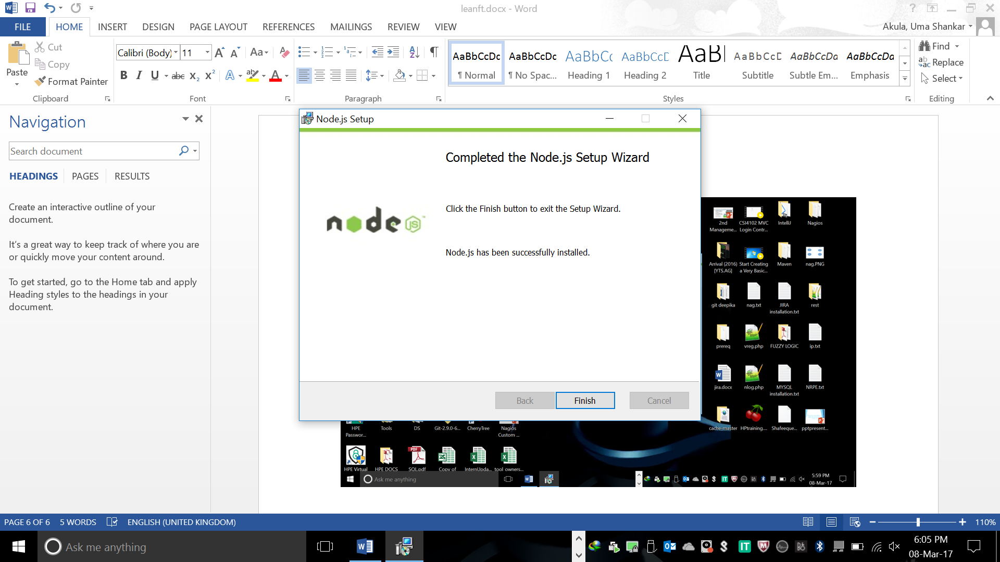 leanft.docx - Word
FILE HOME INSERT DESIGN PAGE LAYOUT REFERENCES MAILINGS REVIEW VIEW
Akula, Uma Shankar
Paste
Cut
Copy
Format Painter
Clipboard
Calibri (Body) 11
Font
Paragraph
AaBbCcDc AaBbCcDc AaBbCc AaBbCcD AaB AaBbCcD AaBbCcDa AaBbCcDa
¶ Normal ¶ No Spac... Heading 1 Heading 2 Title Subtitle Subtle Em... Emphasis
Styles
Find
Replace
Select
Editing
Navigation
Search document
HEADINGS PAGES RESULTS
Create an interactive outline of your
document.
It's a great way to keep track of where you are
or quickly move your content around.
To get started, go to the Home tab and apply
Heading styles to the headings in your
document.
Node.js Setup
Completed the Node.js Setup Wizard
Click the Finish button to exit the Setup Wizard.
node JS
Node.js has been successfully installed.
Back Finish Cancel
2nd
Manageme...
CSI4102 MVC
Login Contr...
IntelliJ
Nagios
Arrival (2016)
[YTS.AG]
Start Creating
a Very Basic...
Maven
nag.PNG
git deepika
nag.txt
JIRA
installation.txt
rest
prereq
vreg.php
FUZZY LOGIC
ip.txt
jira.docx
nlog.php
MYSQL
installation.txt
NRPE.txt
cache-master
HPtraining....
Shafeeque...
pptpresent...
HPE
Passwor...
Tools
DS
Git-2.9.0-6...
CherryTree
Nagios
Custom ...
HPE Virtual
HPE DOCS
SQL.pdf
Copy of
InternUpda...
tool_owners...
Ask me anything
5:59 PM
08-Mar-17
PAGE 6 OF 6 5 WORDS ENGLISH (UNITED KINGDOM)
110%
Ask me anything
6:05 PM
08-Mar-17